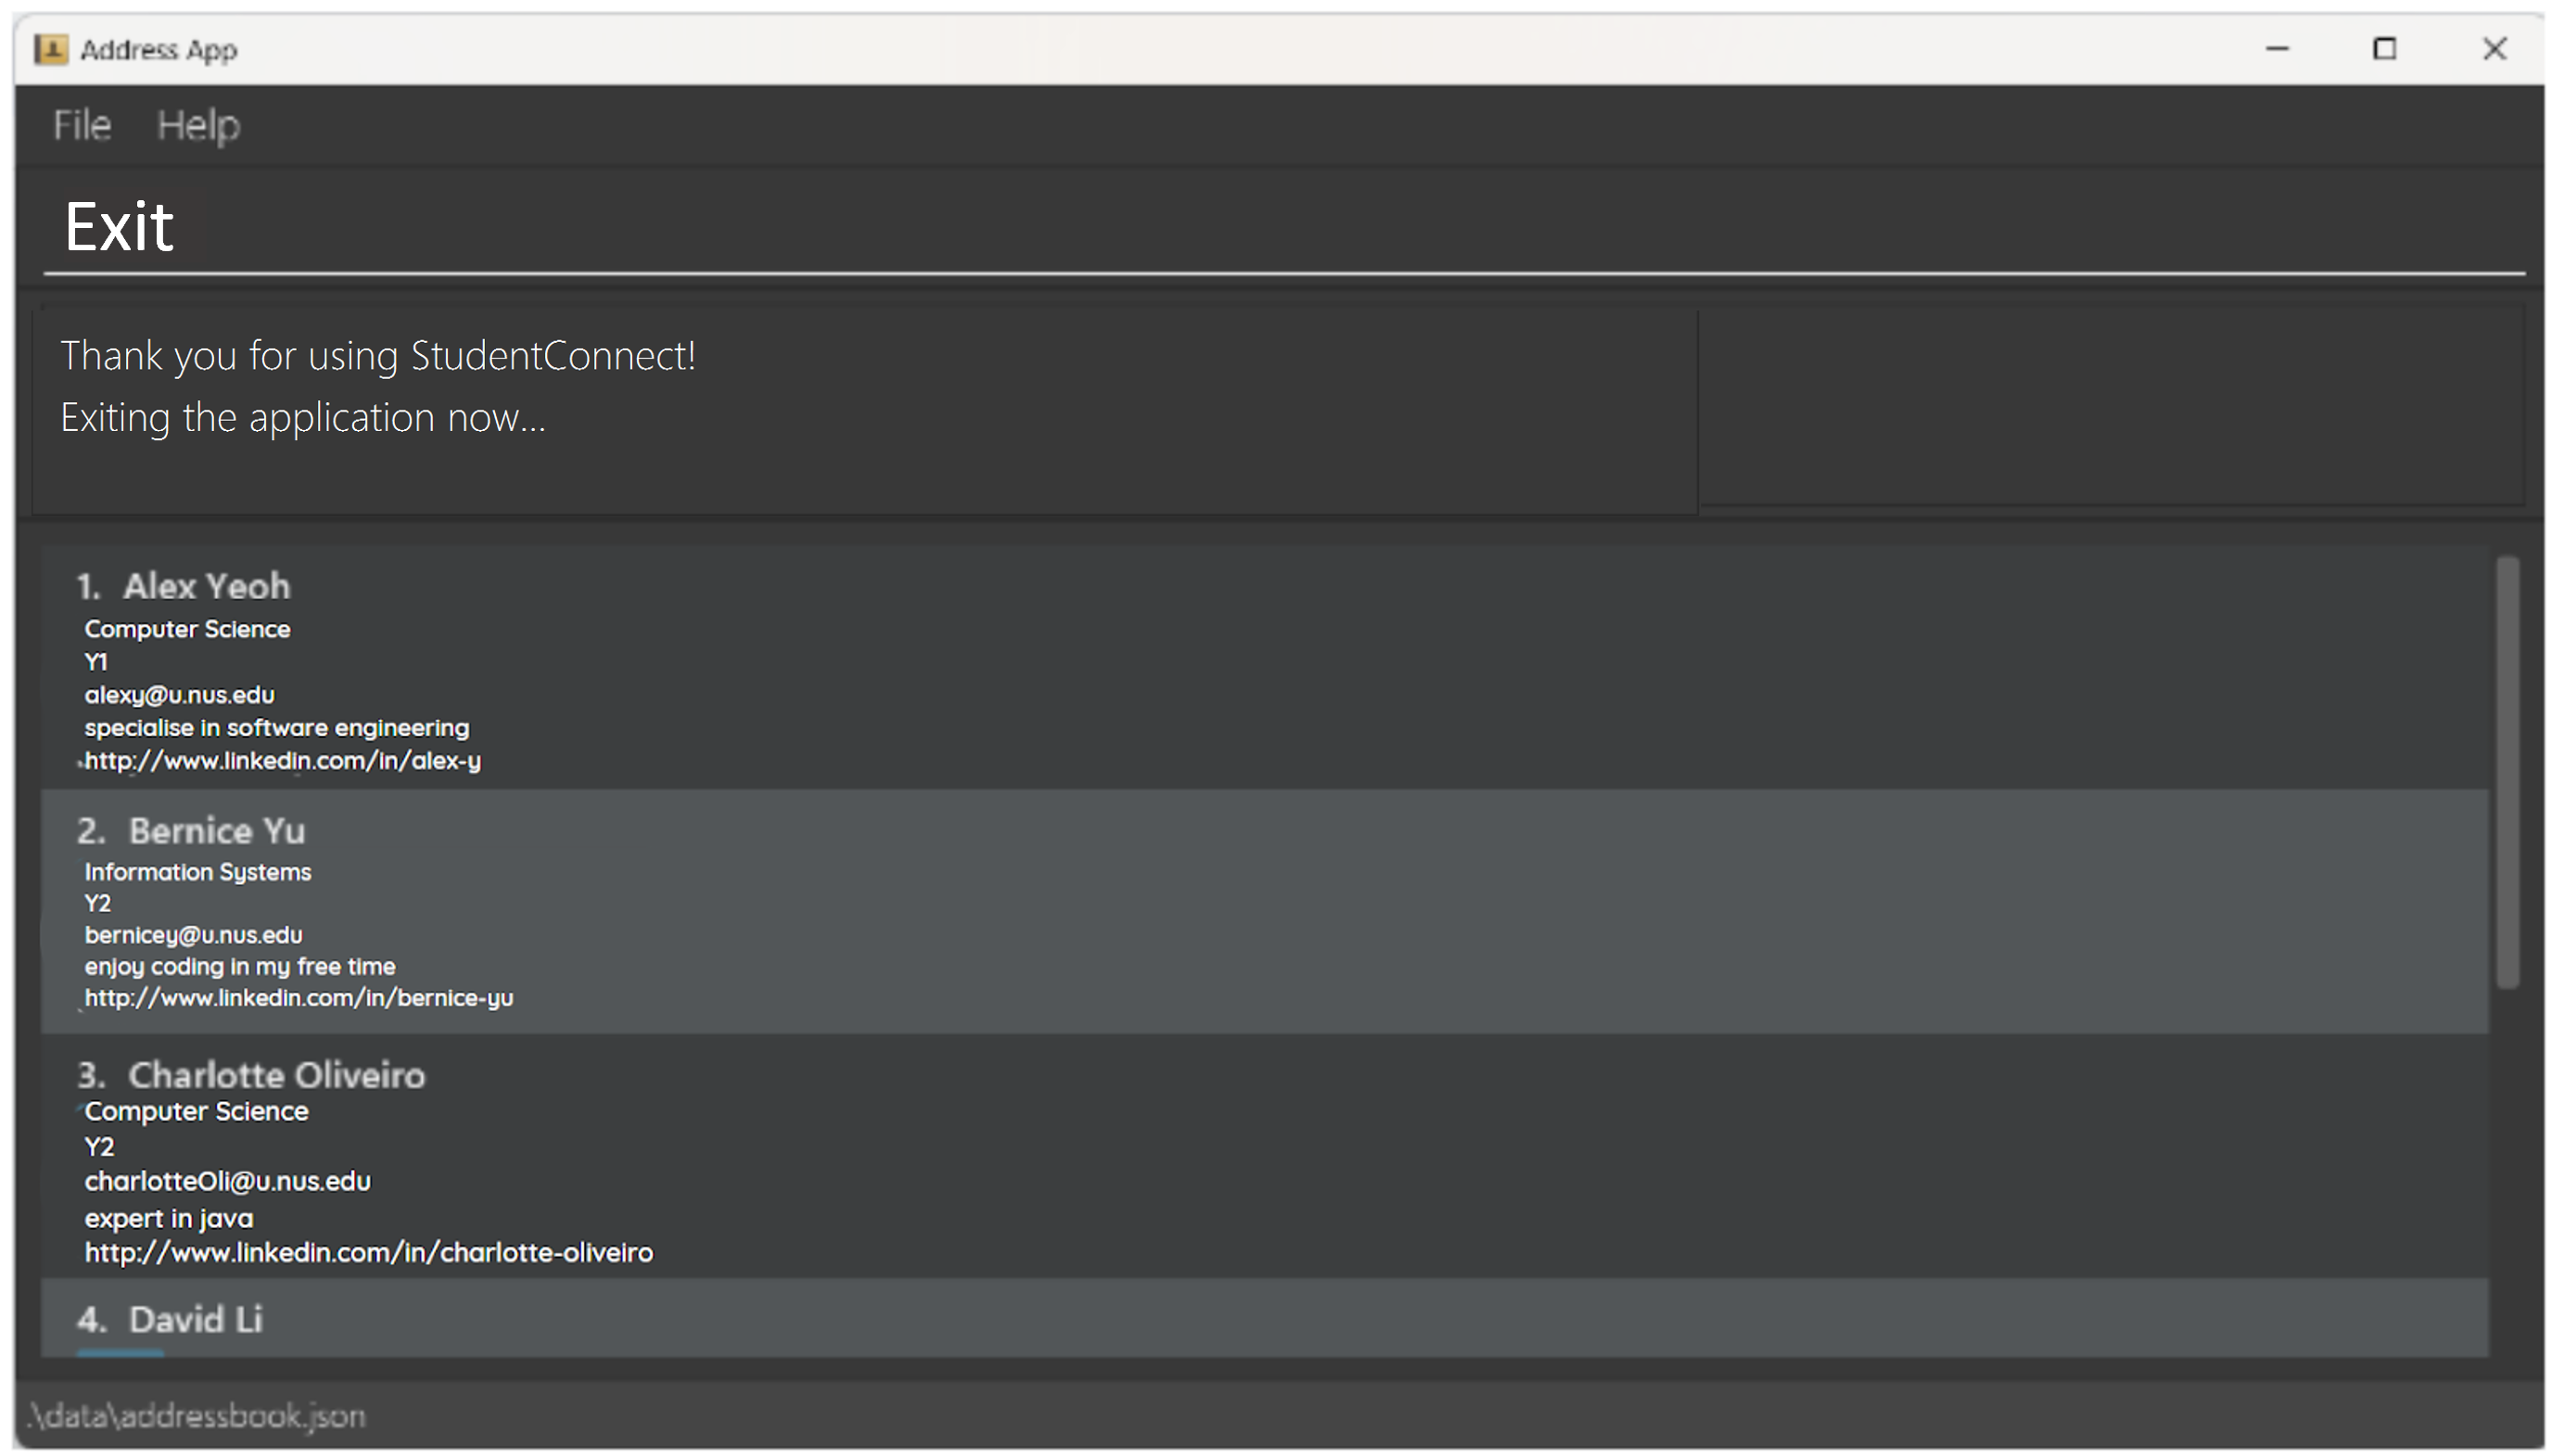 Address App
File Help
Exit
Thank you for using StudentConnect!
Exiting the application now...
1. Alex Yeoh
Computer Science
Y1
alexy@u.nus.edu
specialise in software engineering
http://www.linkedin.com/in/alex-y
2. Bernice Yu
Information Systems
Y2
bernicey@u.nus.edu
enjoy coding in my free time
http://www.linkedin.com/in/bernice-yu
3. Charlotte Oliveiro
Computer Science
Y2
charlotteOli@u.nus.edu
expert in java
http://www.linkedin.com/in/charlotte-oliveiro
4. David Li
.\data\addressbook.json